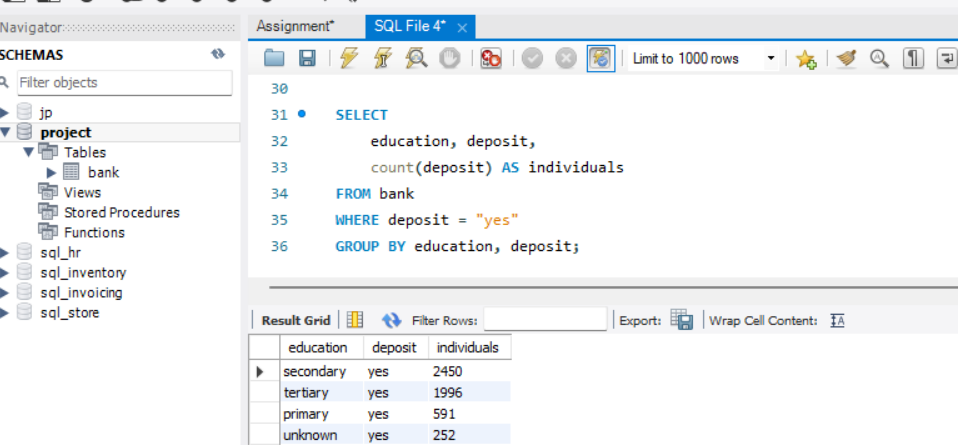 Navigator
SCHEMAS
Filter objects
jp
project
Tables
bank
Views
Stored Procedures
Functions
sql_hr
sql_inventory
sql_invoicing
sql_store
Assignment*
SQL File 4*
Limit to 1000 rows
30
31 SELECT
32 education, deposit,
33 count(deposit) AS individuals
34 FROM bank
35 WHERE deposit = "yes"
36 GROUP BY education, deposit;
Result Grid Filter Rows: Export: Wrap Cell Content: IA
education deposit individuals
secondary yes 2450
tertiary yes 1996
primary yes 591
unknown yes 252